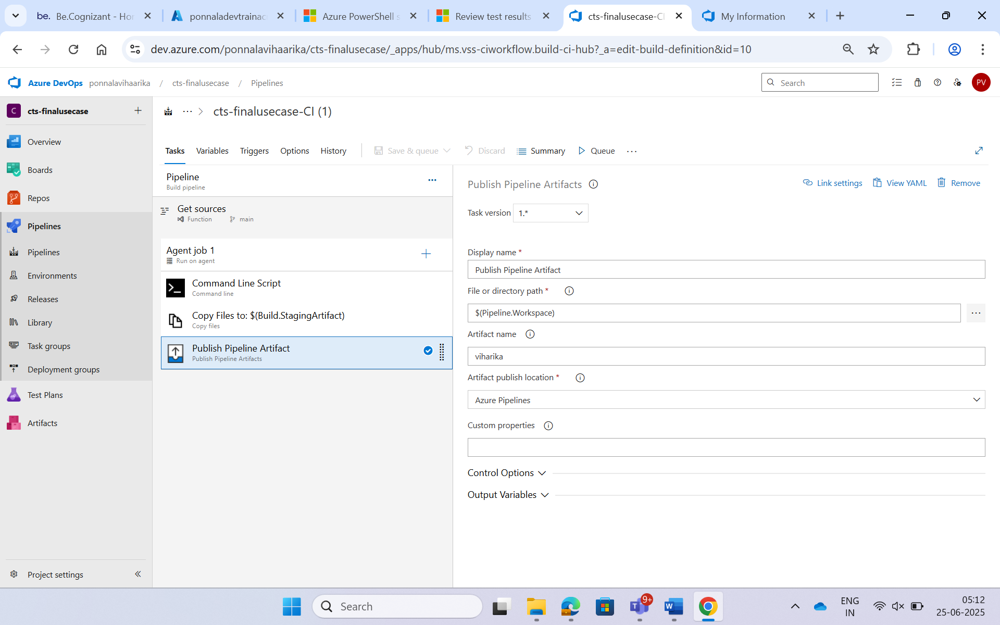 be. Be.Cognizant - Hor
ponnaladevtrainac
Azure PowerShell s
Review test results
cts-finalusecase-CI
My Information
dev.azure.com/ponnalavihaarika/cts-finalusecase/_apps/hub/ms.vss-ciworkflow.build-ci-hub?_a=edit-build-definition&id=10
Azure DevOps ponnalavihaarika / cts-finalusecase / Pipelines
Search
PV
C cts-finalusecase
Overview
Boards
Repos
Pipelines
Pipelines
Environments
Releases
Library
Task groups
Deployment groups
Test Plans
Artifacts
Project settings
··· cts-finalusecase-CI (1)
Tasks Variables Triggers Options History Save & queue Discard Summary Queue ···
Pipeline
Build pipeline
Get sources
Function main
Agent job 1
Run on agent
Command Line Script
Command line
Copy Files to: $(Build.StagingArtifact)
Copy files
Publish Pipeline Artifact
Publish Pipeline Artifacts
Publish Pipeline Artifacts
Link settings View YAML Remove
Task version 1.*
Display name *
Publish Pipeline Artifact
File or directory path *
$(Pipeline.Workspace)
Artifact name
viharika
Artifact publish location *
Azure Pipelines
Custom properties
Control Options
Output Variables
Search
9+
ENG
IN
05:12
25-06-2025